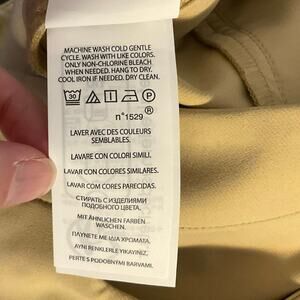 MACHINE WASH COLD GENTLE
CYCLE. WASH WITH LIKE COLORS.
ONLY NON-CHLORINE BLEACH
WHEN NEEDED. HANG TO DRY.
COOL IRON IF NEEDED. DRY CLEAN.
30 P
n°1529 ®
LAVER AVEC DES COULEURS
SEMBLABLES.
LAVARE CON COLORI SIMILI.
LAVAR CON COLORES SIMILARES.
LAVAR COM CORES PARECIDAS.
СТИРАТЬ С ИЗДЕЛИЯМИ
ПОДОБНОГО ЦВЕТА.
MIT ÄHNLICHEN FARBEN
WASCHEN.
ΠΛΥΝΕΤΕ ΜΕ ΙΔΙΑ ΧΡΩΜΑΤΑ.
AYNI RENKLERLE YIKAYINIZ.
PERITE S PODOBNYMI BARVAMI.